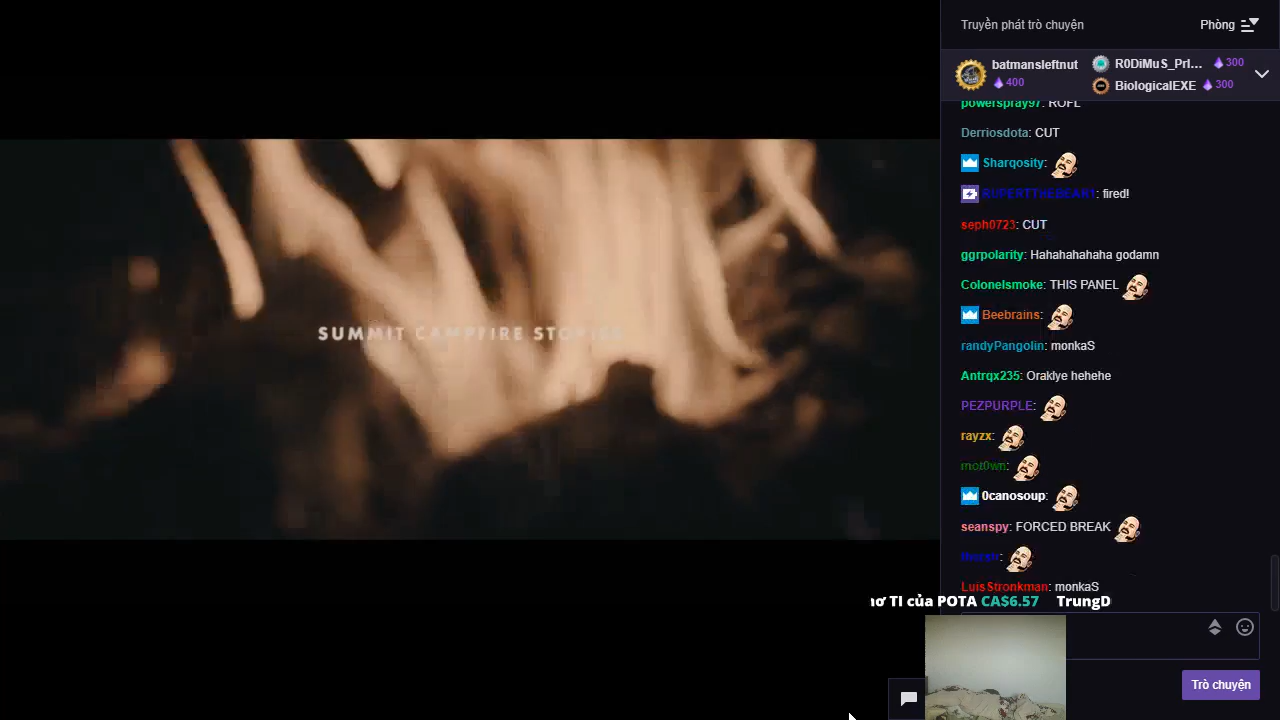 Truyền phát trò chuyện
Phòng
batmansleftnut
400
R0DiMuS_PrI... 300
BiologicalEXE 300
powerspray97: ROFL
Derriosdota: CUT
Sharqosity:
RUPERTTHEBEAR1: fired!
seph0723: CUT
ggrpolarity: Hahahahahaha godamn
Colonelsmoke: THIS PANEL
Beebrains:
randyPangolin: monkaS
Antrqx235: Oraklye hehehe
PEZPURPLE:
rayzx:
mot0wn:
0canosoup:
seanspy: FORCED BREAK
LuisStronkman: monkaS
SUMMIT CAMPFIRE STORIES
ơ TI của POTA CA$6.57 TrungD
Trò chuyện